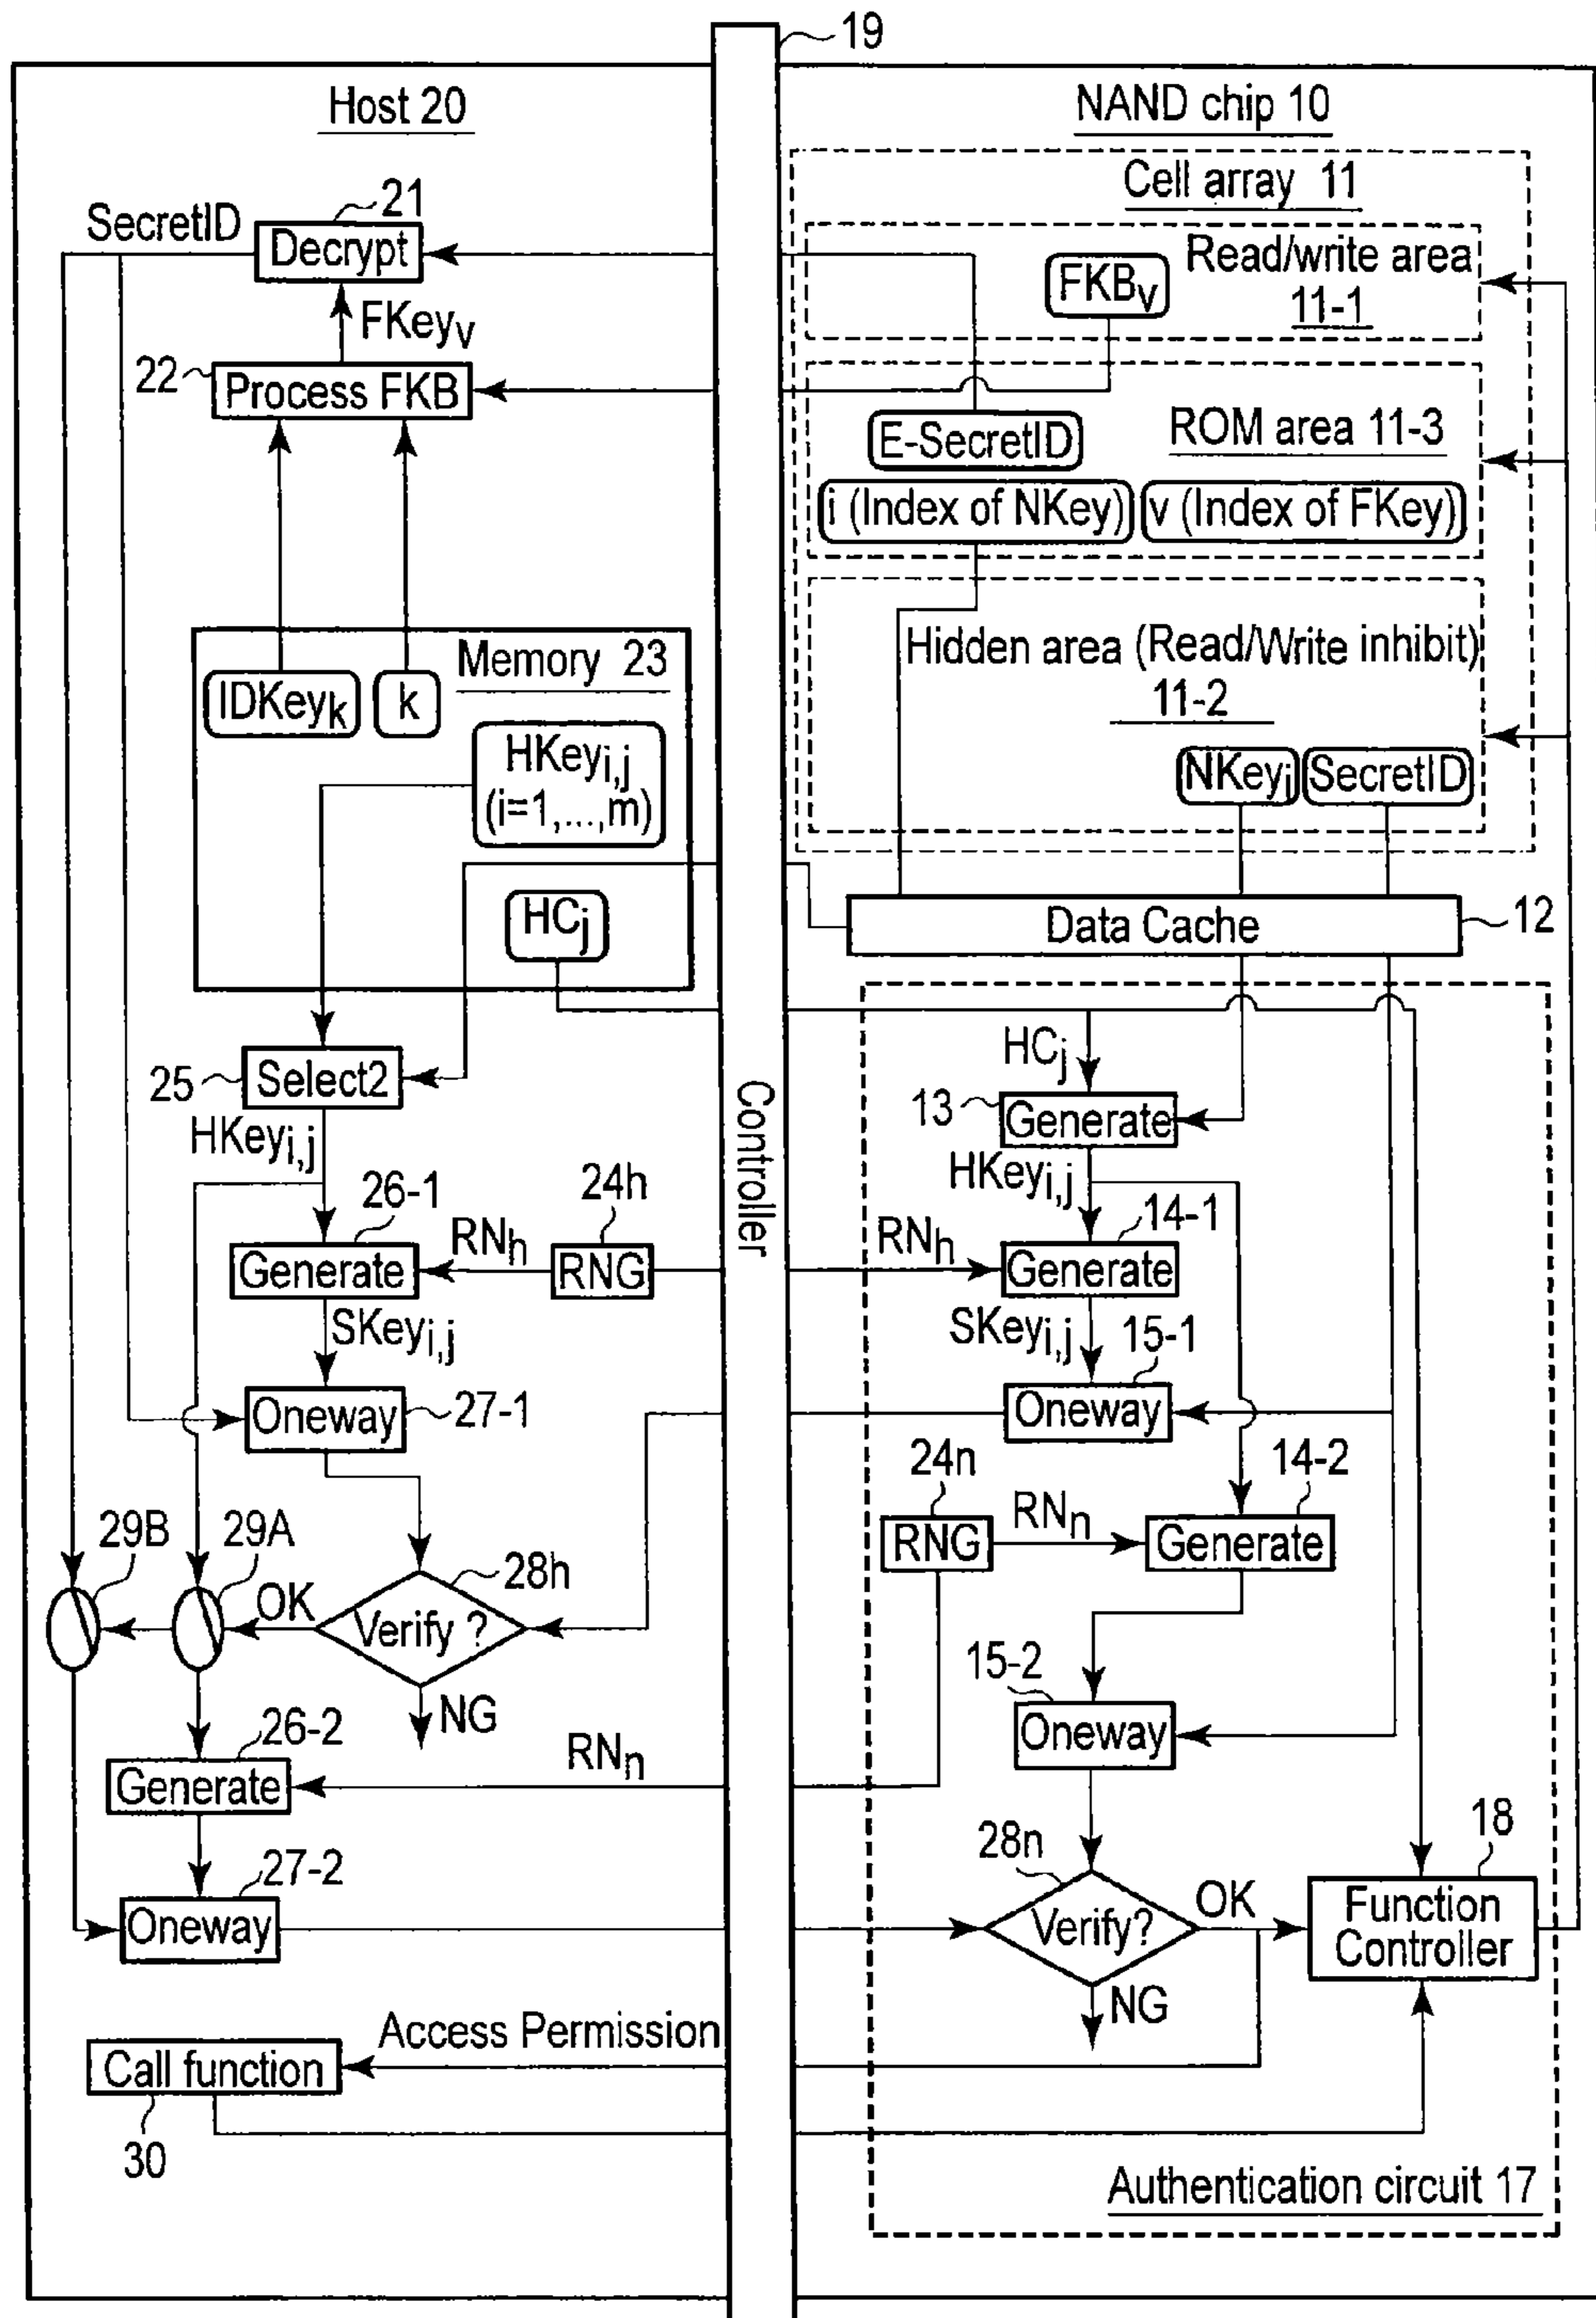 19
Host 20
NAND chip 10
Cell array 11
SecretID
21
Decrypt
Read/write area
11-1
FKBv
FKeyv
22
Process FKB
E-SecretID
ROM area 11-3
i (Index of NKey)
v (Index of FKey)
Memory 23
IDKeyk
k
Hidden area (Read/Write inhibit)
11-2
HKeyi,j
(i=1,...,m)
NKeyi
SecretID
HCj
Data Cache
12
Controller
25
Select2
HCj
13
Generate
HKeyi,j
HKeyi,j
26-1
24h
14-1
Generate
RNh
RNG
RNh
Generate
SKeyi,j
SKeyi,j
15-1
Oneway
27-1
Oneway
24n
14-2
29B
29A
28h
RNG
RNn
Generate
OK
Verify ?
15-2
NG
Oneway
26-2
RNn
Generate
28n
18
27-2
Oneway
Verify?
OK
Function
Controller
NG
Access Permission
Call function
30
Authentication circuit 17